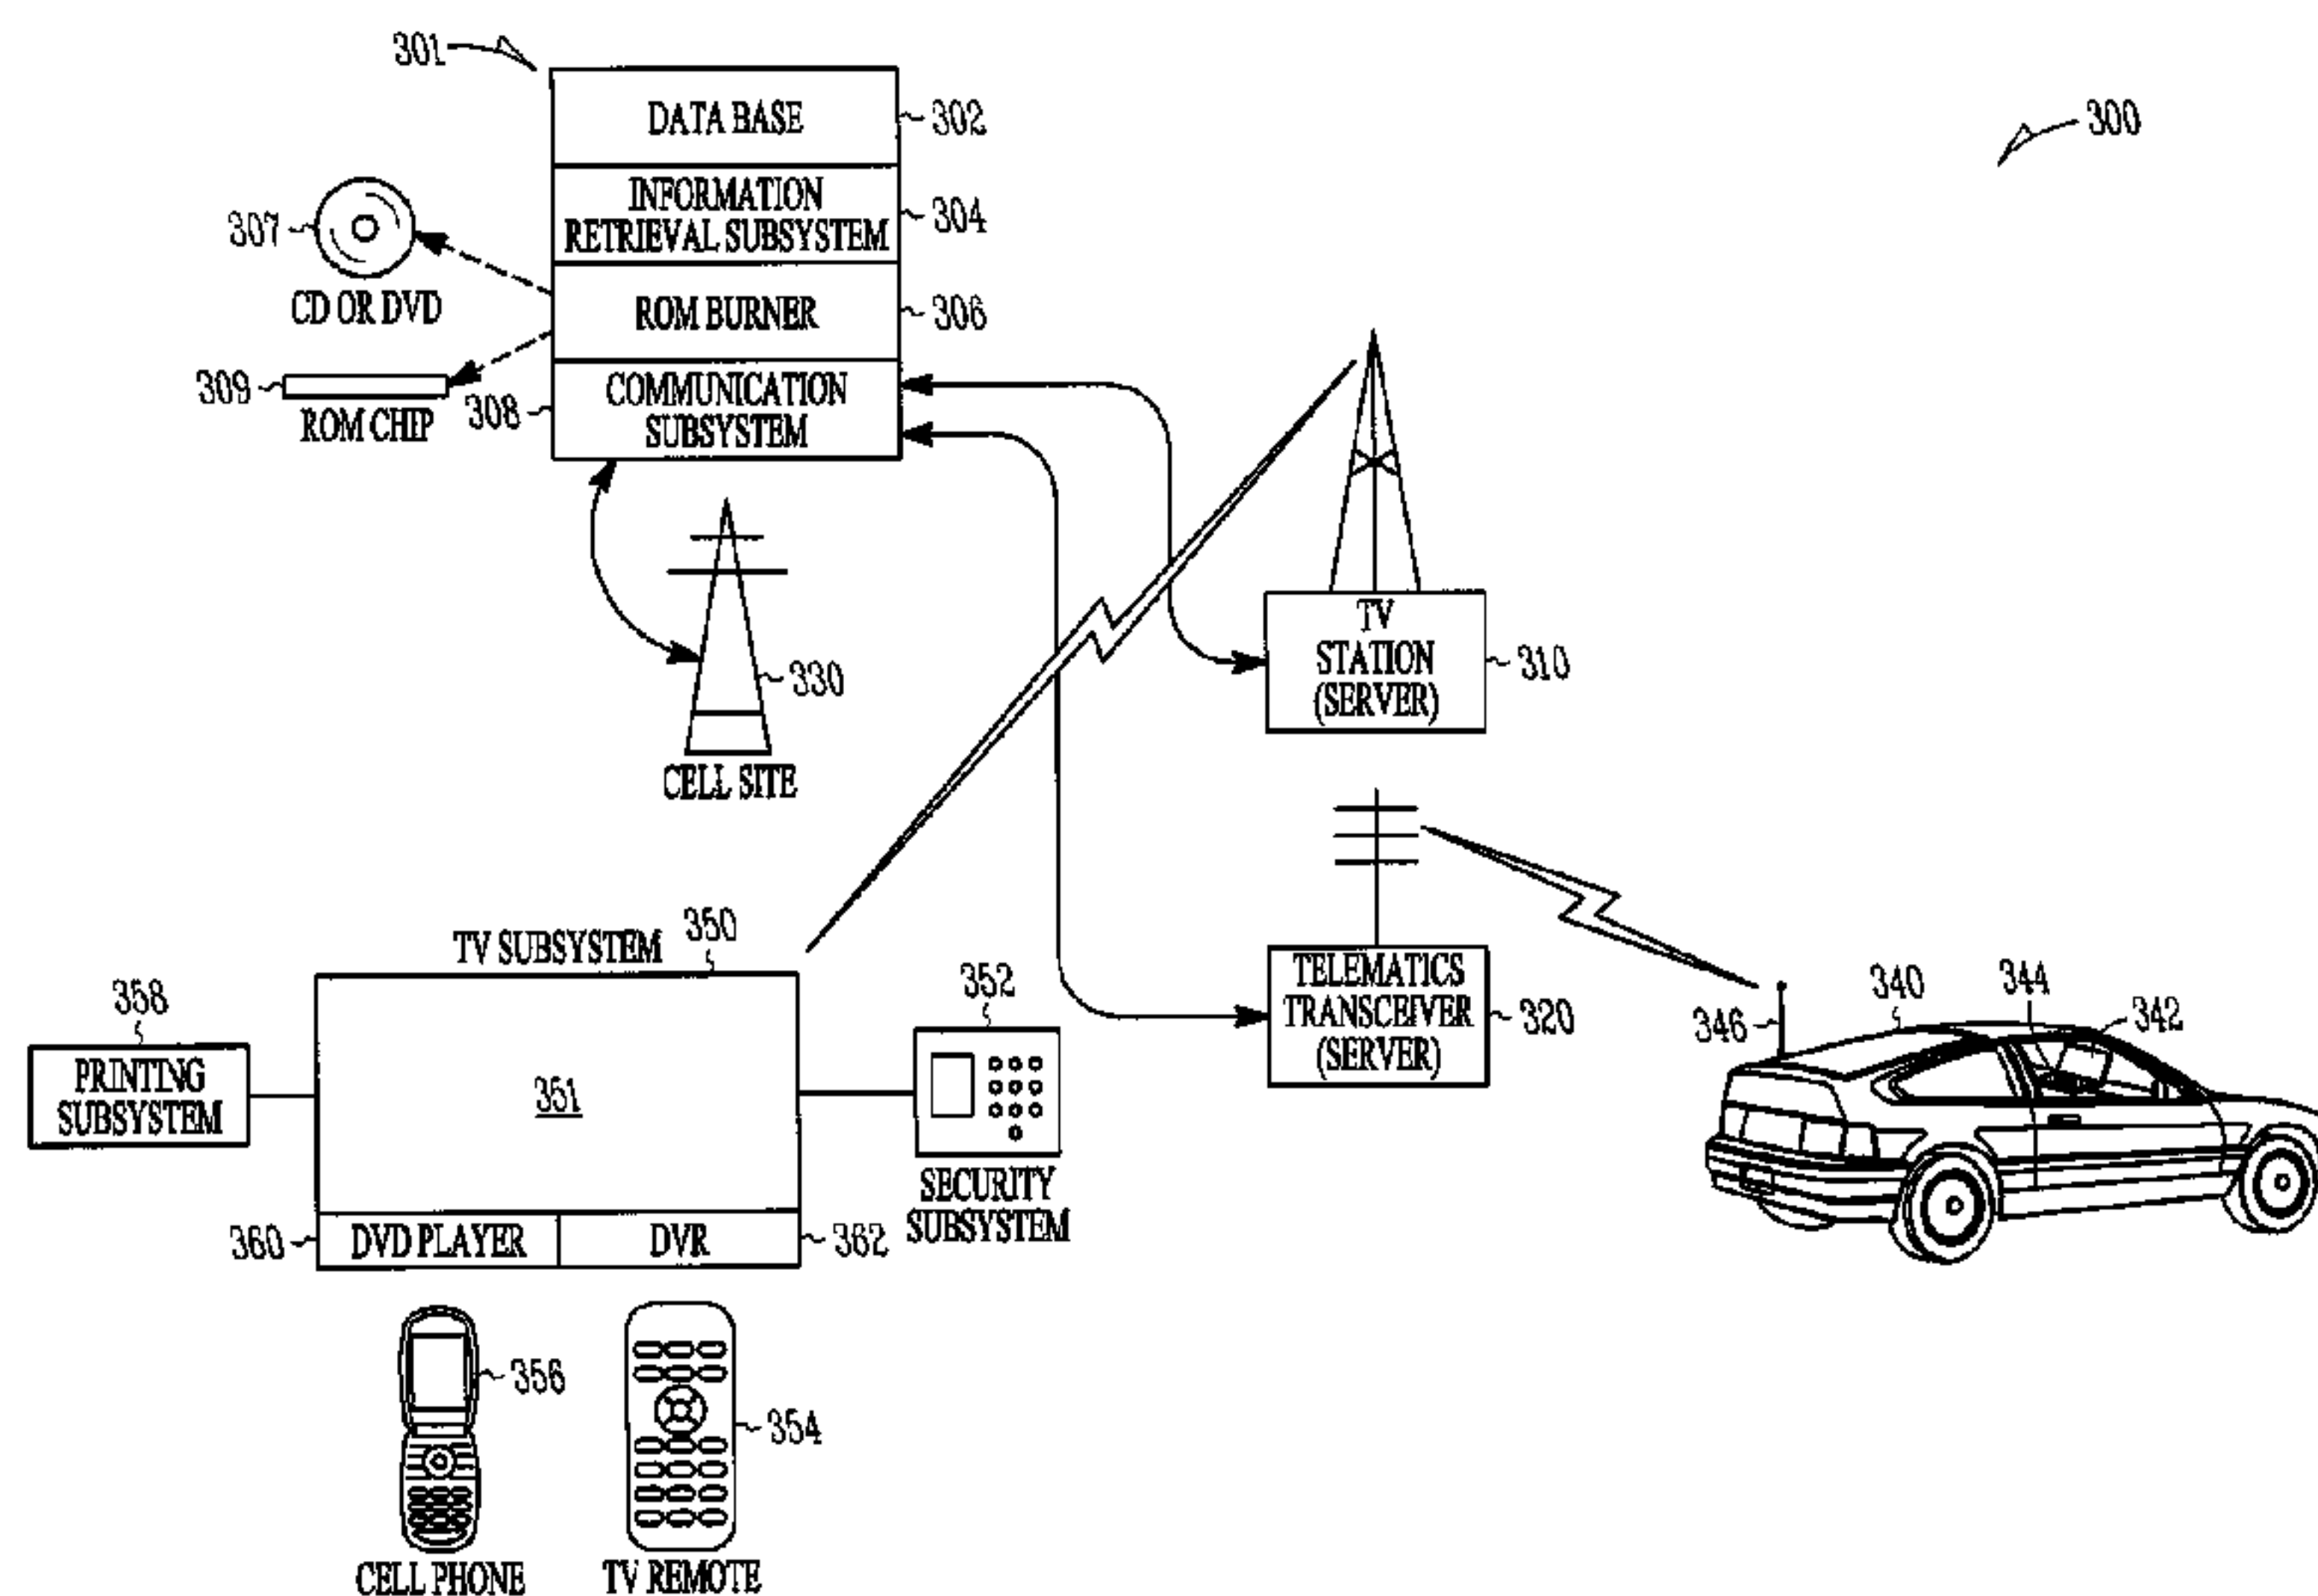 301
DATA BASE
302
300
INFORMATION
RETRIEVAL SUBSYSTEM
304
307
CD OR DVD
ROM BURNER
306
309
ROM CHIP
308
COMMUNICATION
SUBSYSTEM
330
CELL SITE
TV
STATION
(SERVER)
310
TV SUBSYSTEM
350
358
PRINTING
SUBSYSTEM
351
352
SECURITY
SUBSYSTEM
TELEMATICS
TRANSCEIVER
(SERVER)
320
346
340
344
342
360
DVD PLAYER
DVR
362
356
354
CELL PHONE
TV REMOTE